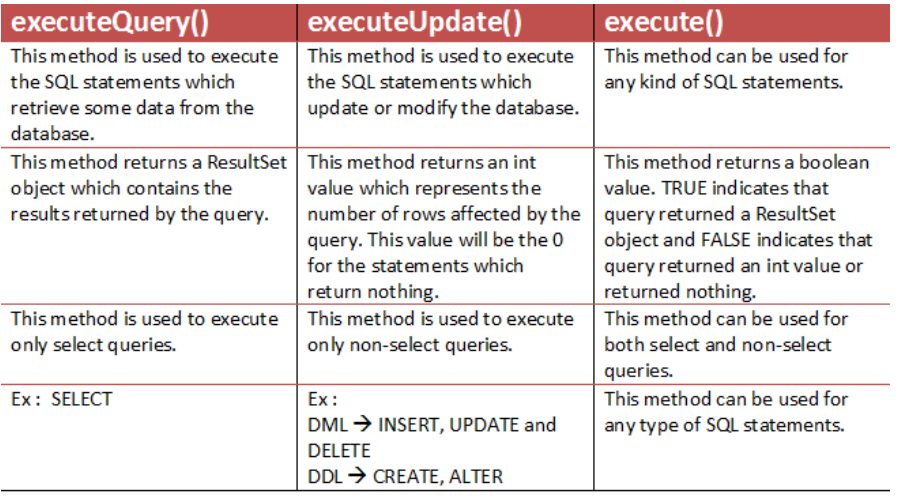 executeQuery()
executeUpdate()
execute()
This method is used to execute
the SQL statements which
retrieve some data from the
database.
This method is used to execute
the SQL statements which
update or modify the database.
This method can be used for
any kind of SQL statements.
This method returns a ResultSet
object which contains the
results returned by the query.
This method returns an int
value which represents the
number of rows affected by the
query. This value will be the 0
for the statements which
return nothing.
This method returns a boolean
value. TRUE indicates that
query returned a ResultSet
object and FALSE indicates that
query returned an int value or
returned nothing.
This method is used to execute
only select queries.
This method is used to execute
only non-select queries.
This method can be used for
both select and non-select
queries.
Ex : SELECT
Ex :
DML → INSERT, UPDATE and
DELETE
DDL → CREATE, ALTER
This method can be used for
any type of SQL statements.